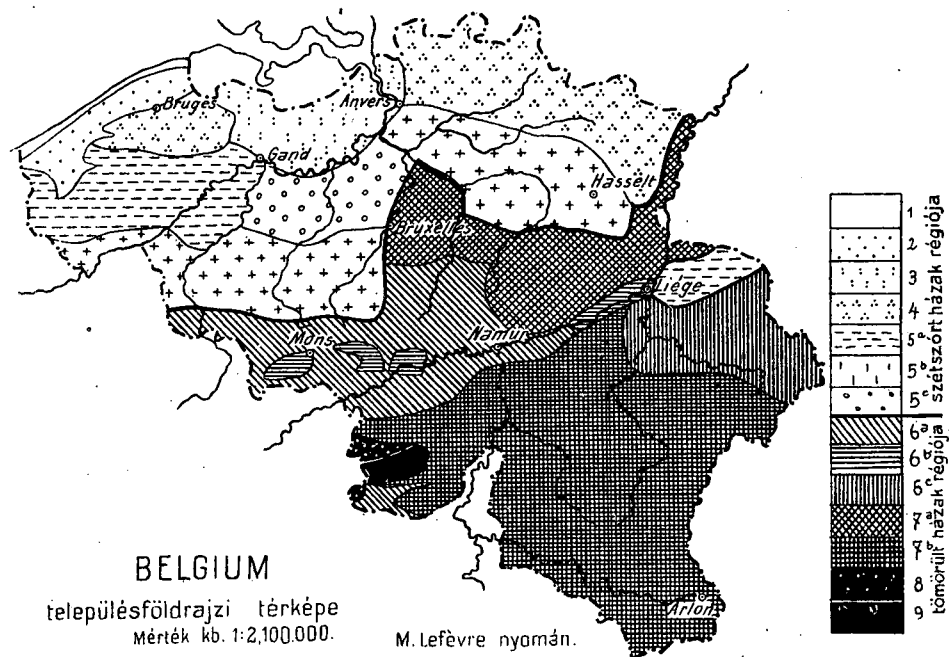 Bruges
Anvers
Gand
Hasselt
Bruxelles
Liége
Mons
Namur
Arlon
BELGIUM
településföldrajzi térképe
Mérték kb. 1:2,100.000.
M. Lefèvre nyomán.
1
2
3
4
5ª
5ᵇ
5ᶜ
6ª
6ᵇ
6ᶜ
7ª
7ᵇ
8
9
szétszórt házak régiója
tömörült házak régiója